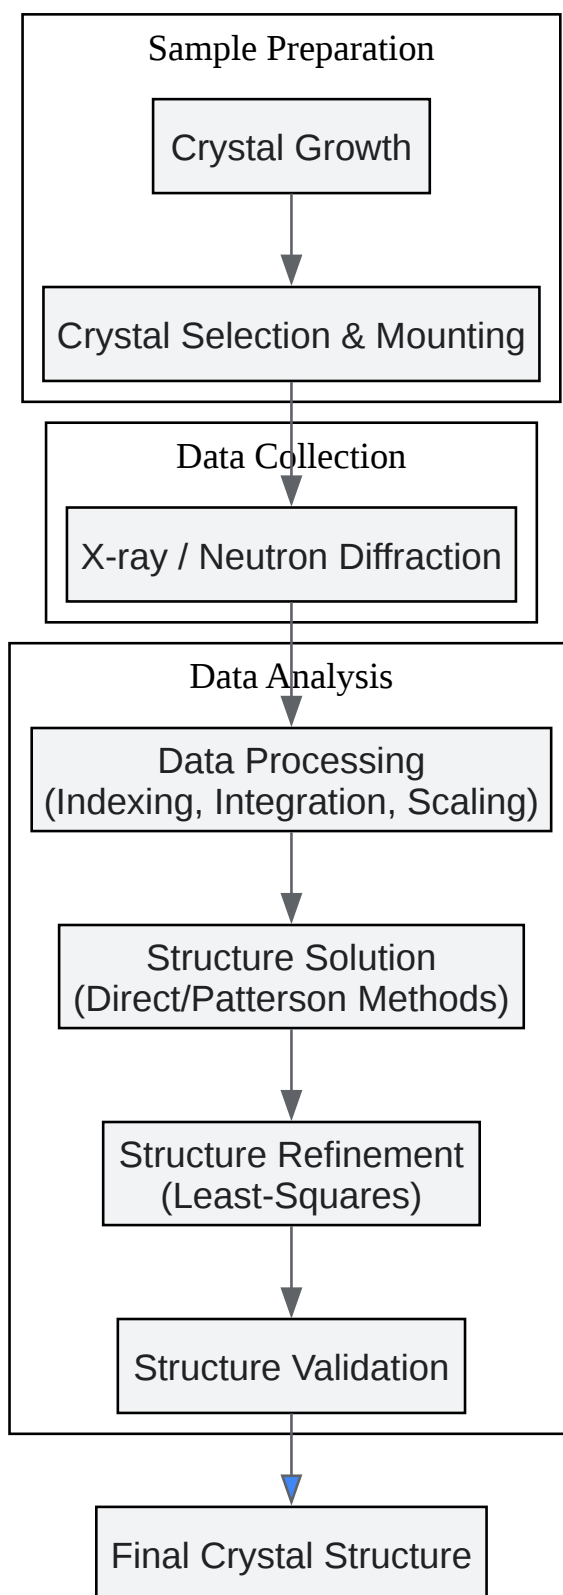 Sample Preparation
Crystal Growth
Crystal Selection & Mounting
Data Collection
X-ray / Neutron Diffraction
Data Analysis
Data Processing
(Indexing, Integration, Scaling)
Structure Solution
(Direct/Patterson Methods)
Structure Refinement
(Least-Squares)
Structure Validation
Final Crystal Structure